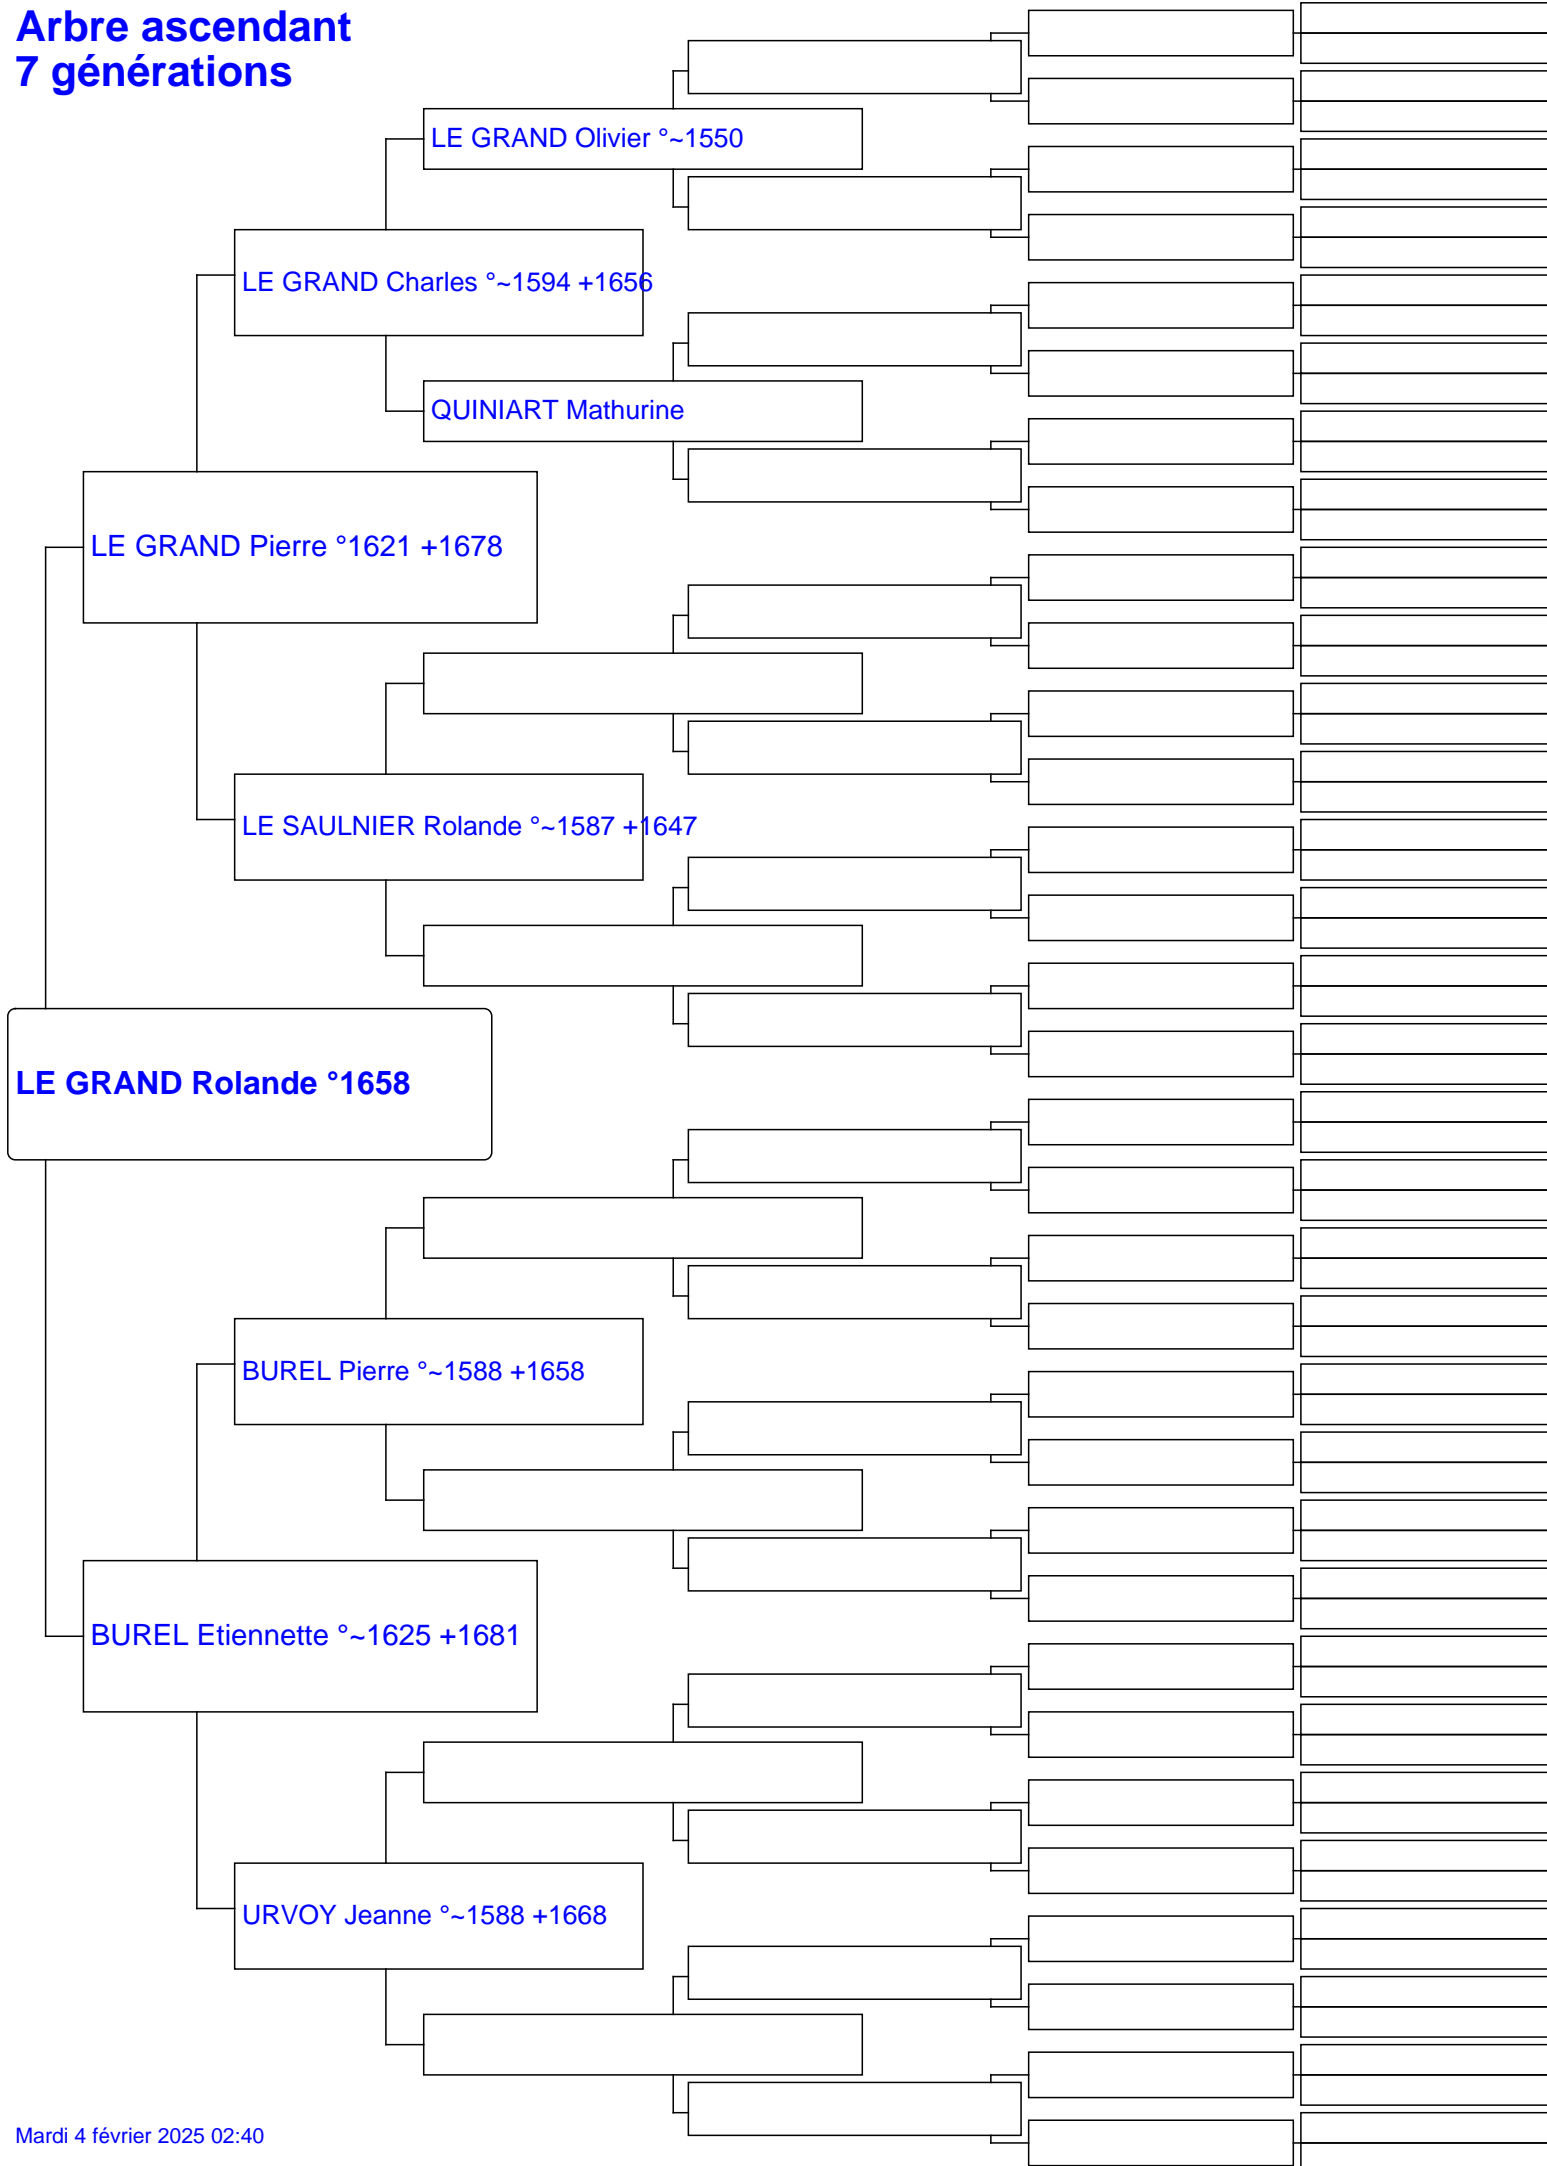 Arbre ascendant
7 générations
LE GRAND Olivier °~1550
LE GRAND Charles °~1594 +1656
QUINIART Mathurine
LE GRAND Pierre °1621 +1678
LE SAULNIER Rolande °~1587 +1647
LE GRAND Rolande °1658
BUREL Pierre °~1588 +1658
BUREL Etiennette °~1625 +1681
URVOY Jeanne °~1588 +1668
Mardi 4 février 2025 02:40